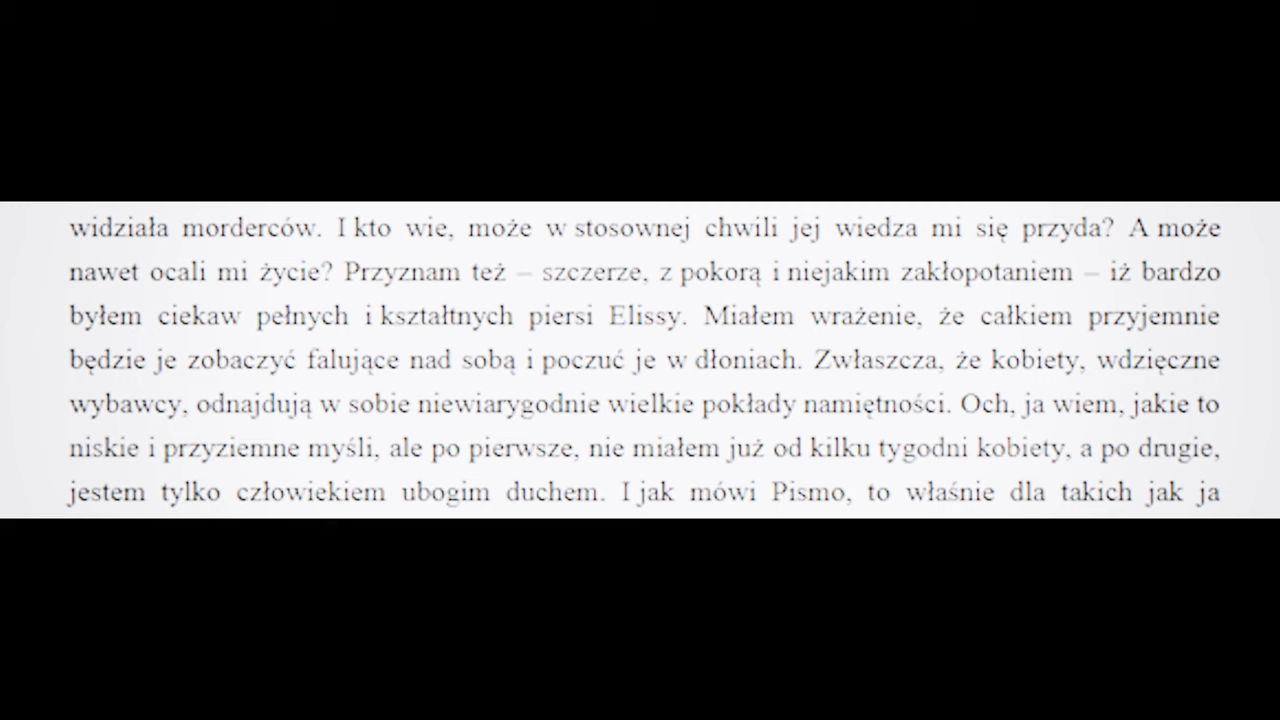 widziała morderców. I kto wie, może w stosownej chwili jej wiedza mi się przyda? A może
nawet ocali mi życie? Przyznam też – szczerze, z pokorą i niejakim zakłopotaniem – iż bardzo
byłem ciekaw pełnych i kształtnych piersi Elissy. Miałem wrażenie, że całkiem przyjemnie
będzie je zobaczyć falujące nad sobą i poczuć je w dłoniach. Zwłaszcza, że kobiety, wdzięczne
wybawcy, odnajdują w sobie niewiarygodnie wielkie pokłady namiętności. Och, ja wiem, jakie to
niskie i przyziemne myśli, ale po pierwsze, nie miałem już od kilku tygodni kobiety, a po drugie,
jestem tylko człowiekiem ubogim duchem. I jak mówi Pismo, to właśnie dla takich jak ja